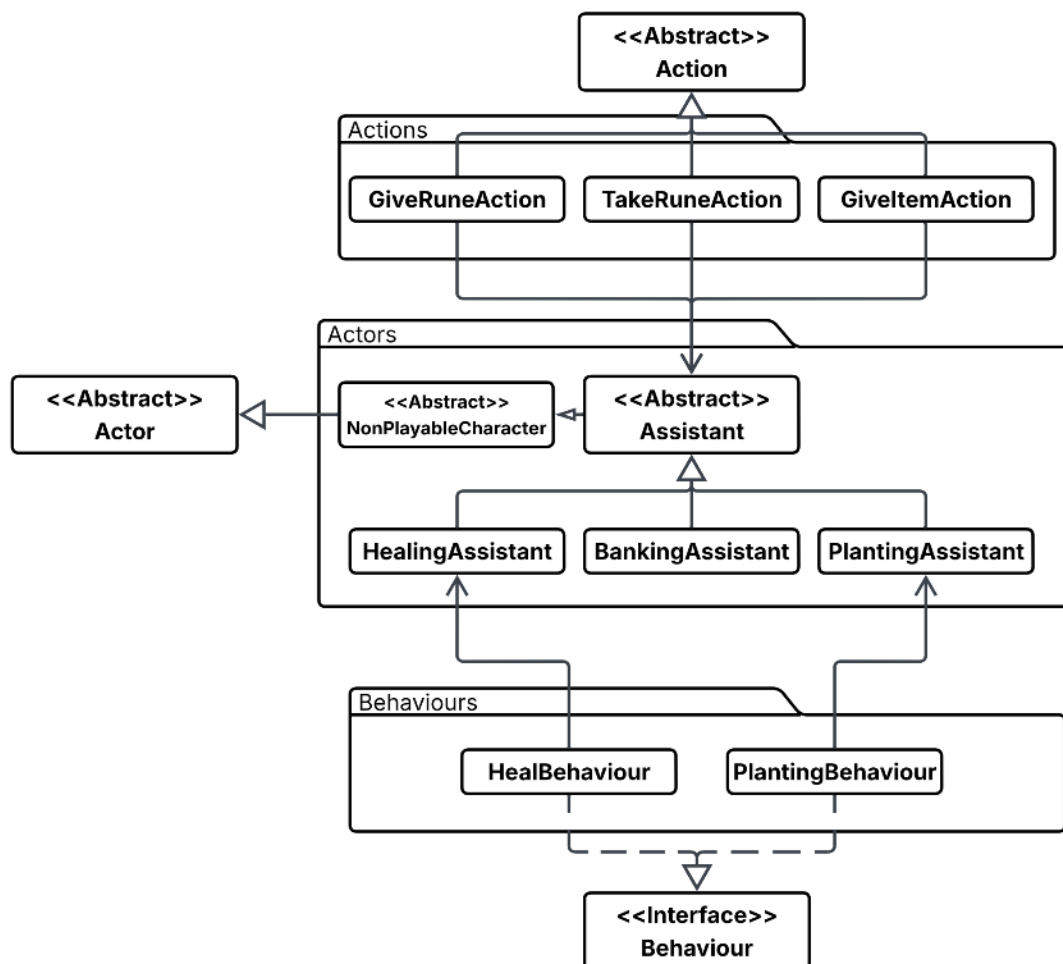 <<Abstract>>
Action
Actions
GiveRuneAction
TakeRuneAction
GiveItemAction
Actors
<<Abstract>>
Actor
<<Abstract>>
NonPlayableCharacter
<<Abstract>>
Assistant
HealingAssistant
BankingAssistant
PlantingAssistant
Behaviours
HealBehaviour
PlantingBehaviour
<<Interface>>
Behaviour